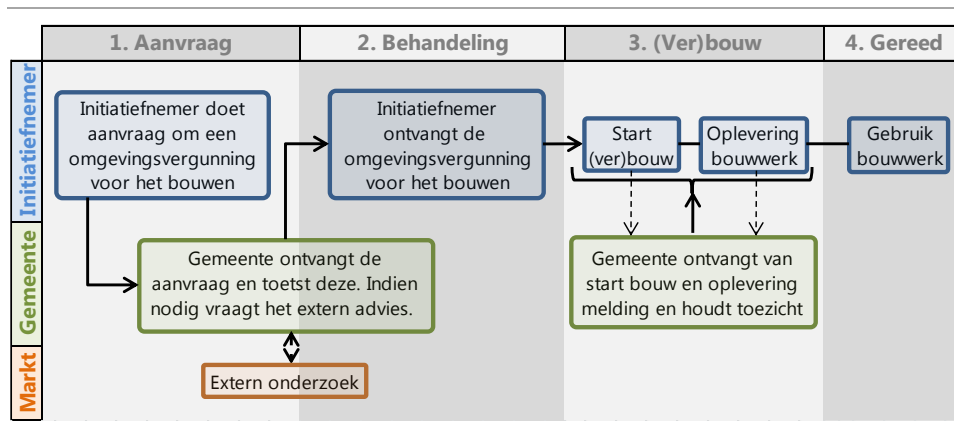 1. Aanvraag
2. Behandeling
3. (Ver)bouw
4. Gereed
Initiatiefnemer
Initiatiefnemer doet
aanvraag om een
omgevingsvergunning
voor het bouwen
Initiatiefnemer
ontvangt de
omgevingsvergunning
voor het bouwen
Start
(ver)bouw
Oplevering
bouwwerk
Gebruik
bouwwerk
Gemeente
Gemeente ontvangt de
aanvraag en toetst deze. Indien
nodig vraagt het extern advies.
Gemeente ontvangt van
start bouw en oplevering
melding en houdt toezicht
Markt
Extern onderzoek